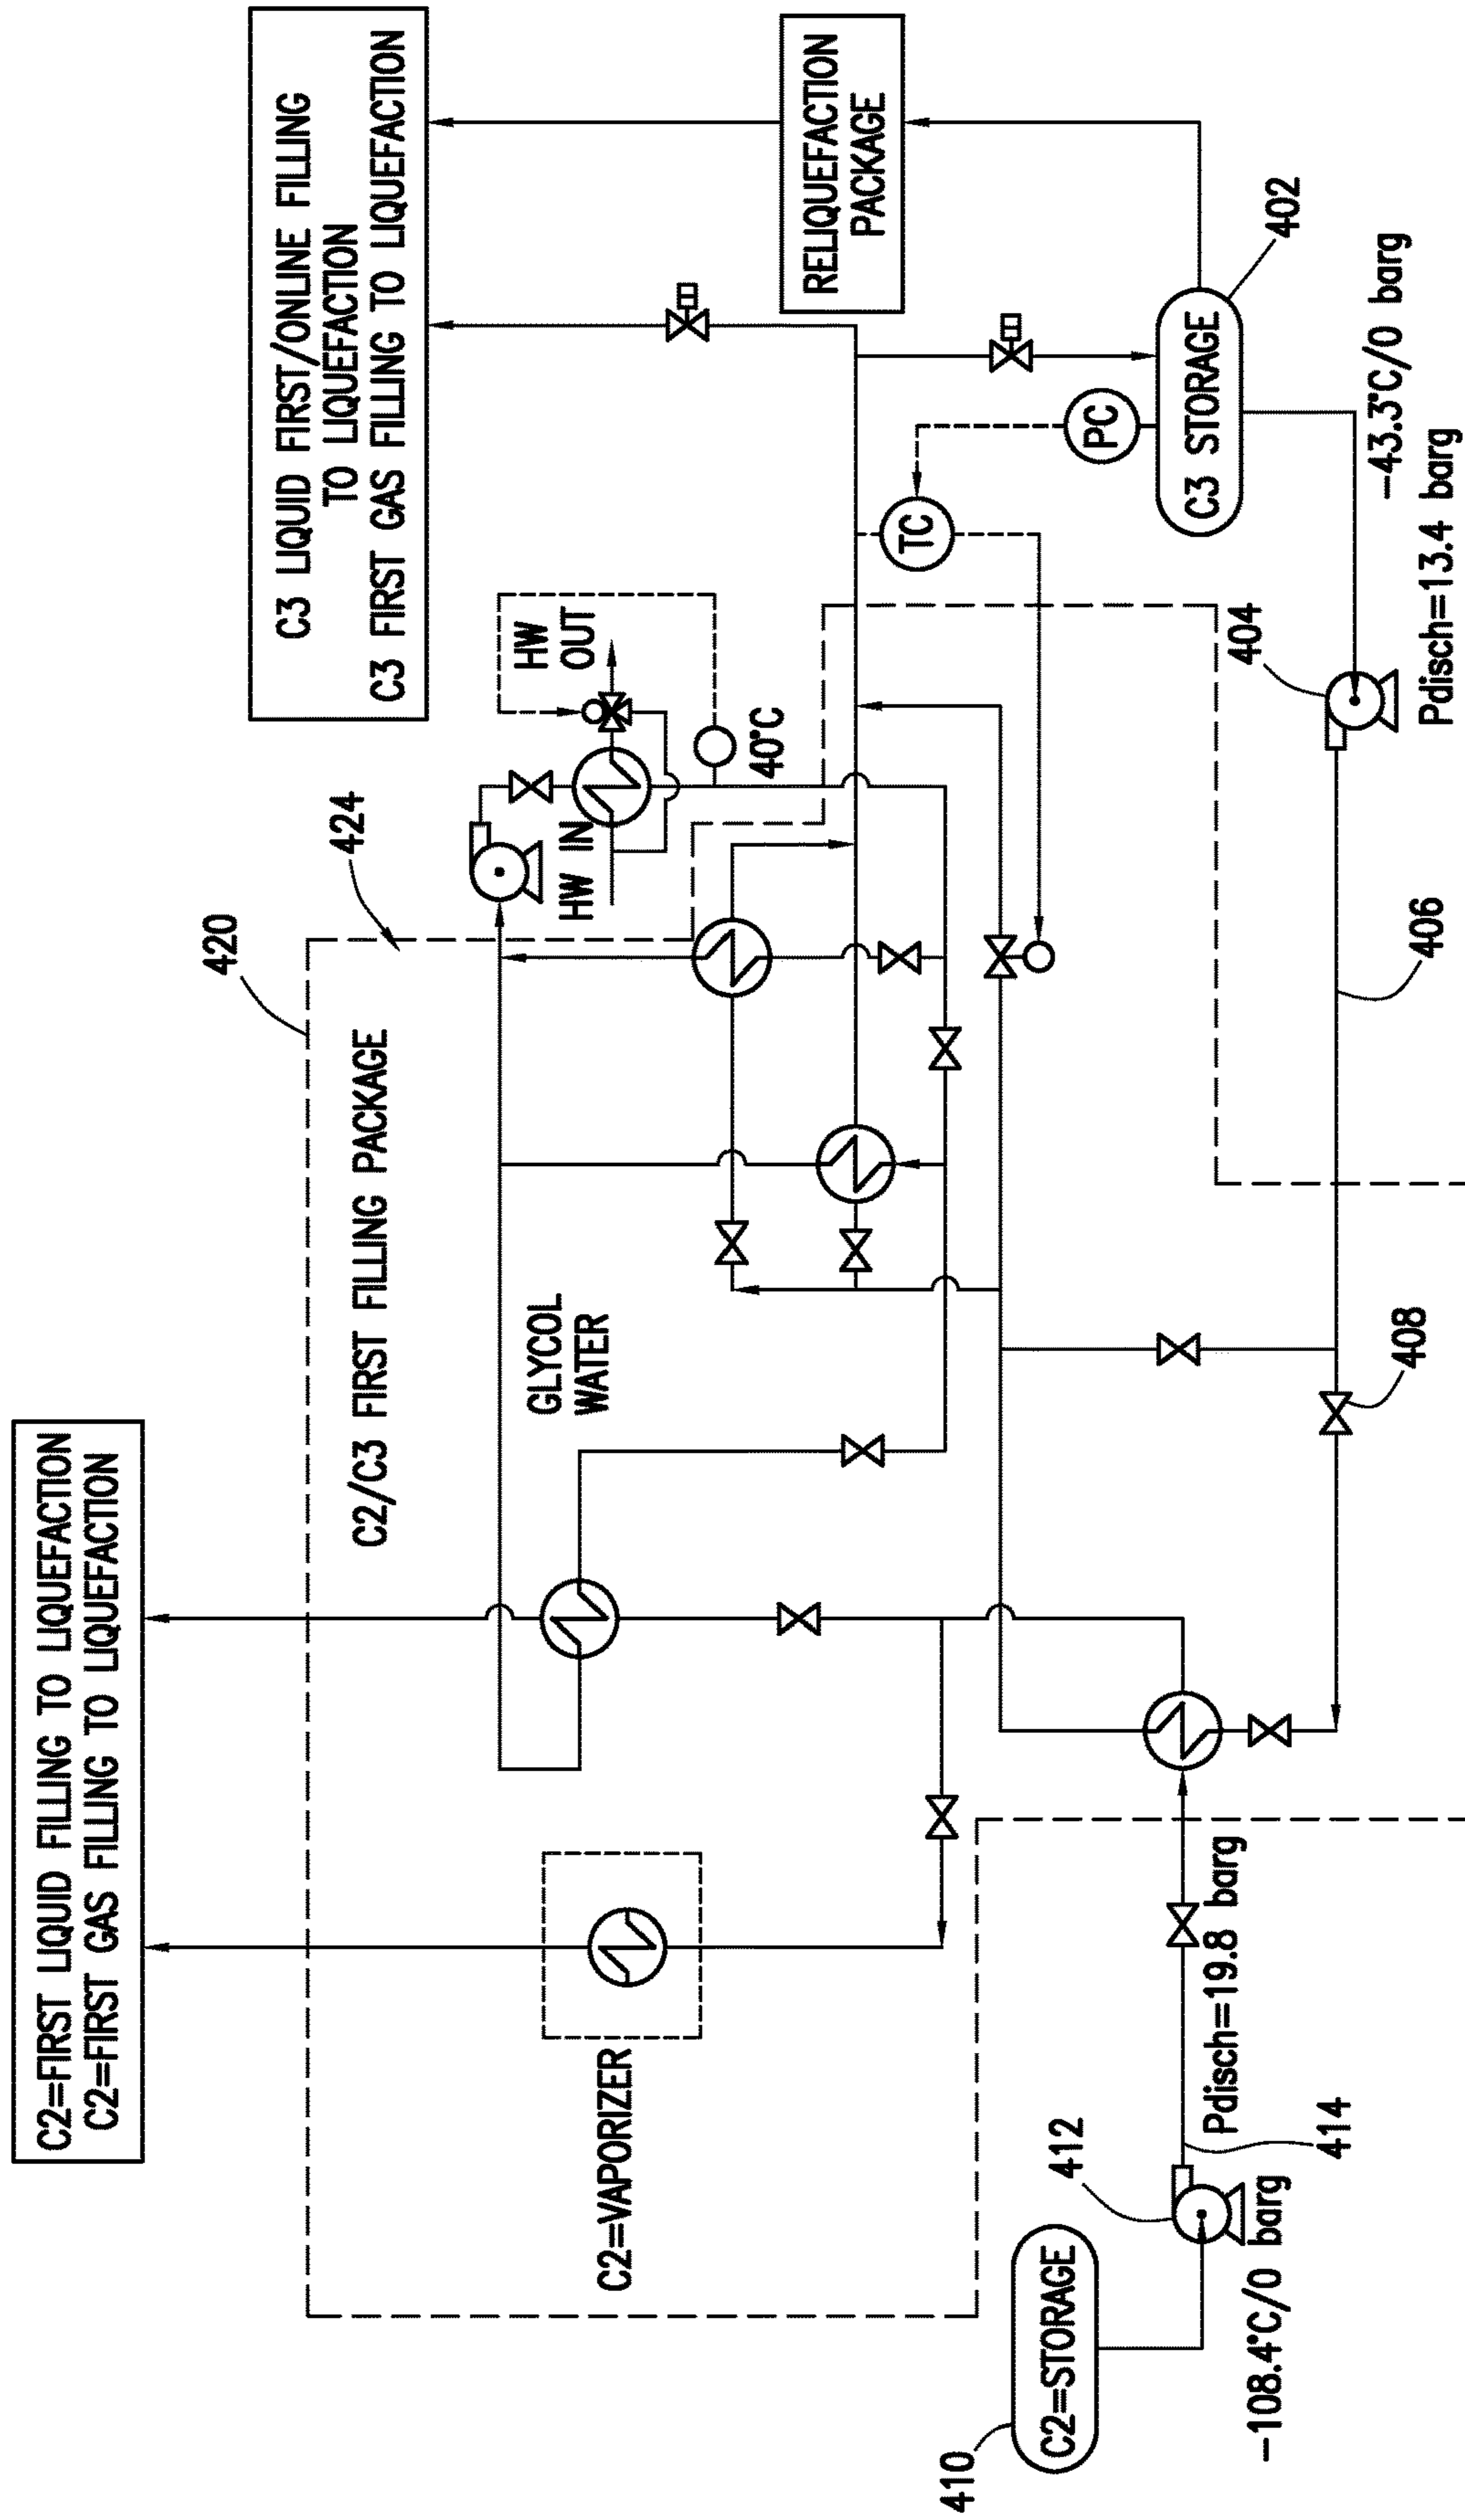 C2=FIRST LIQUID FILLING TO LIQUEFACTION
C2=FIRST GAS FILLING TO LIQUEFACTION
C3 LIQUID FIRST/ONLINE FILLING
TO LIQUEFACTION
C3 FIRST GAS FILLING TO LIQUEFACTION
420
424
C2/C3 FIRST FILLING PACKAGE
GLYCOL
WATER
HW IN
HW
OUT
40°C
C2=VAPORIZER
RELIQUEFACTION
PACKAGE
TC
PC
410
C2=STORAGE
412
-108.4°C/0 barg
Pdisch=19.8 barg
414
408
406
404
Pdisch=13.4 barg
-43.3°C/0 barg
C3 STORAGE
402